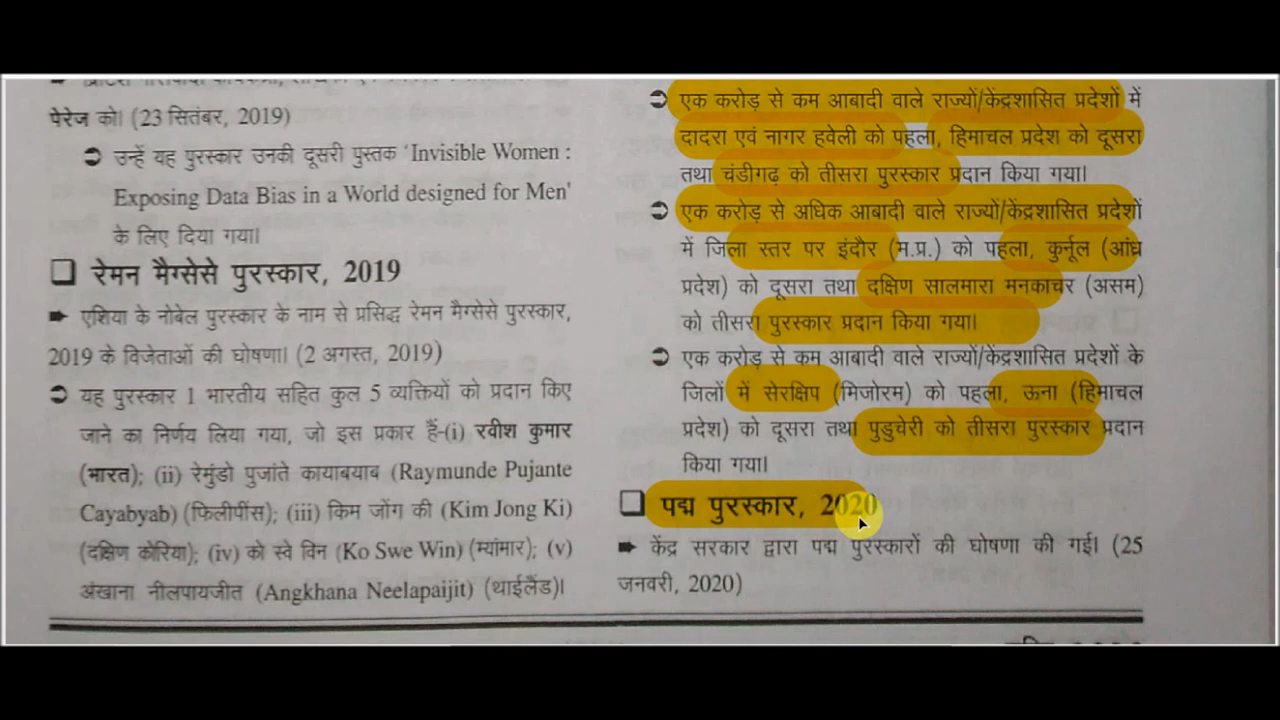 पेरेज को। (23 सितंबर, 2019)
➲ उन्हें यह पुरस्कार उनकी दूसरी पुस्तक 'Invisible Women :
Exposing Data Bias in a World designed for Men'
के लिए दिया गया।
❑ रेमन मैग्सेसे पुरस्कार, 2019
➨ एशिया के नोबेल पुरस्कार के नाम से प्रसिद्ध रेमन मैग्सेसे पुरस्कार,
2019 के विजेताओं की घोषणा। (2 अगस्त, 2019)
➲ यह पुरस्कार 1 भारतीय सहित कुल 5 व्यक्तियों को प्रदान किए
जाने का निर्णय लिया गया, जो इस प्रकार हैं-(i) रवीश कुमार
(भारत); (ii) रेमुंडो पुजांते कायाबयाब (Raymunde Pujante
Cayabyab) (फिलीपींस); (iii) किम जोंग की (Kim Jong Ki)
(दक्षिण कोरिया); (iv) को स्वे विन (Ko Swe Win) (म्यांमार); (v)
अंखाना नीलपायजीत (Angkhana Neelapaijit) (थाईलैंड)।
➲ एक करोड़ से कम आबादी वाले राज्यों/केंद्रशासित प्रदेशों में
दादरा एवं नागर हवेली को पहला, हिमाचल प्रदेश को दूसरा
तथा चंडीगढ़ को तीसरा पुरस्कार प्रदान किया गया।
➲ एक करोड़ से अधिक आबादी वाले राज्यों/केंद्रशासित प्रदेशों
में जिला स्तर पर इंदौर (म.प्र.) को पहला, कुर्नूल (आंध्र
प्रदेश) को दूसरा तथा दक्षिण सालमारा मनकाचर (असम)
को तीसरा पुरस्कार प्रदान किया गया।
➲ एक करोड़ से कम आबादी वाले राज्यों/केंद्रशासित प्रदेशों के
जिलों में सेरक्षिप (मिजोरम) को पहला, ऊना (हिमाचल
प्रदेश) को दूसरा तथा पुडुचेरी को तीसरा पुरस्कार प्रदान
किया गया।
❑ पद्म पुरस्कार, 2020
➨ केंद्र सरकार द्वारा पद्म पुरस्कारों की घोषणा की गई। (25
जनवरी, 2020)